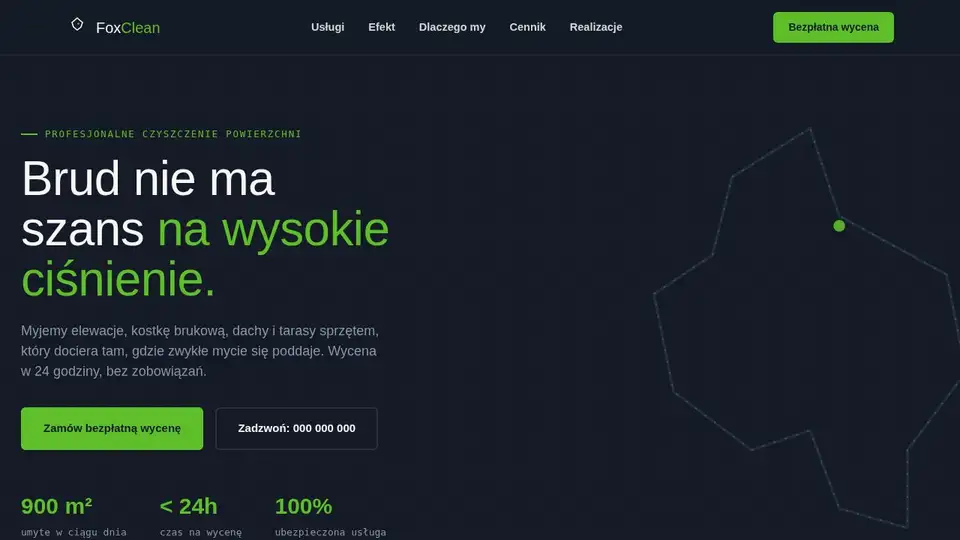 FoxClean
Usługi Efekt Dlaczego my Cennik Realizacje
Bezpłatna wycena
PROFESJONALNE CZYSZCZENIE POWIERZCHNI
Brud nie ma
szans na wysokie
ciśnienie.
Myjemy elewacje, kostkę brukową, dachy i tarasy sprzętem,
który dociera tam, gdzie zwykłe mycie się poddaje. Wycena
w 24 godziny, bez zobowiązań.
Zamów bezpłatną wycenę
Zadzwoń: 000 000 000
900 m² < 24h 100%
umyte w ciągu dnia czas na wycenę ubezpieczona usługa